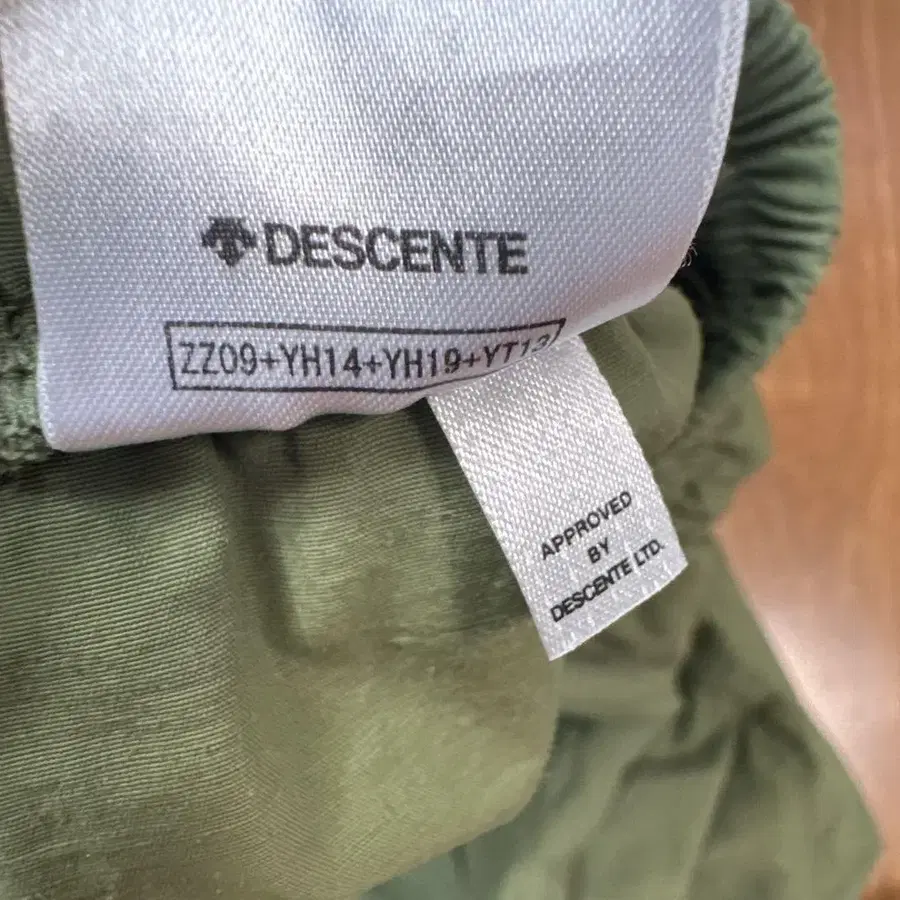 DESCENTE
ZZ09+YH14+YH19+YT13
APPROVED
BY
DESCENTE LTD.